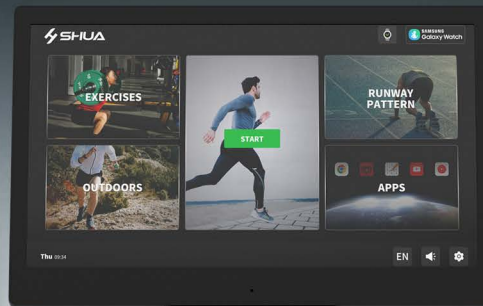 SHUA
SAMSUNG
Galaxy Watch
EXERCISES
START
RUNWAY
PATTERN
OUTDOORS
APPS
Thu 09:34
EN